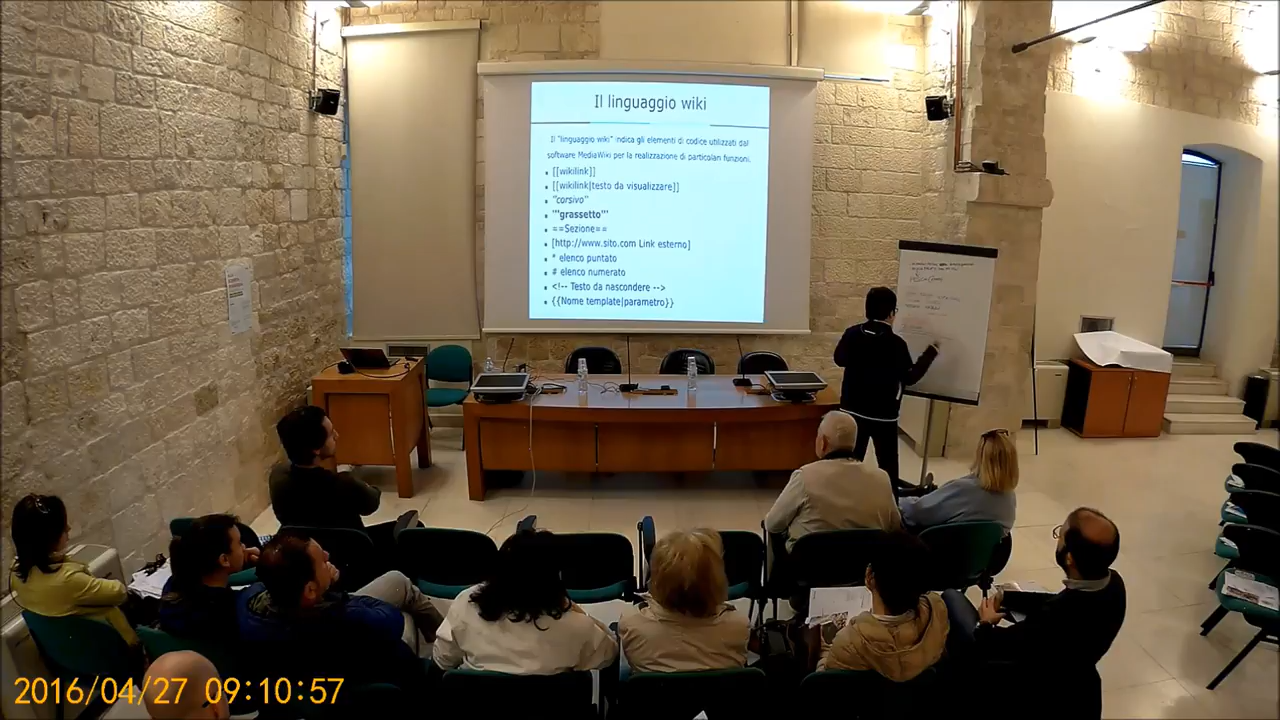 Il linguaggio wiki
Il "linguaggio wiki" indica gli elementi di codice utilizzati dal
software MediaWiki per la realizzazione di particolari funzioni.
[[wikilink]]
[[wikilink|testo da visualizzare]]
''corsivo''
'''grassetto'''
==Sezione==
[http://www.sito.com Link esterno]
* elenco puntato
# elenco numerato
<!-- Testo da nascondere -->
{{Nome template|parametro}}
2016/04/27 09:10:57